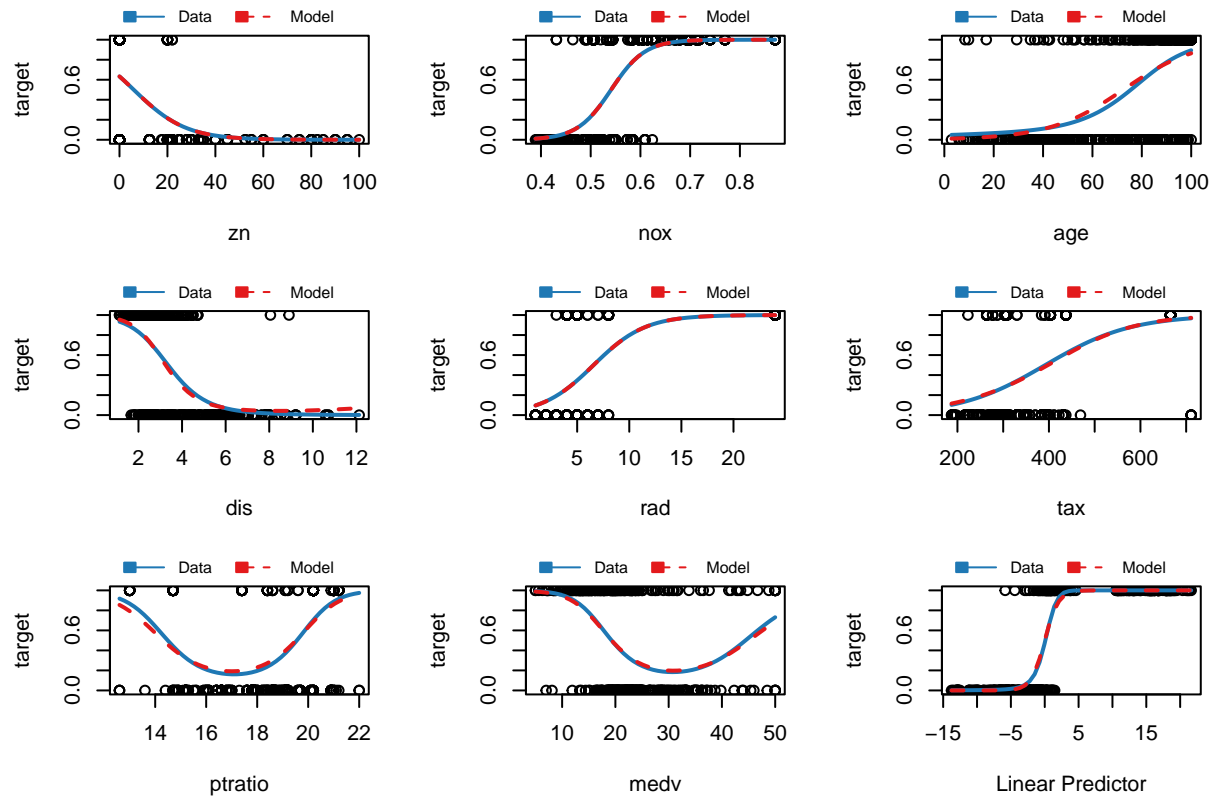 Data Model
target
0.0 0.6
0 20 40 60 80 100
zn
Data Model
target
0.0 0.6
0.4 0.5 0.6 0.7 0.8
nox
Data Model
target
0.0 0.6
0 20 40 60 80 100
age
Data Model
target
0.0 0.6
2 4 6 8 10 12
dis
Data Model
target
0.0 0.6
5 10 15 20
rad
Data Model
target
0.0 0.6
200 400 600
tax
Data Model
target
0.0 0.6
14 16 18 20 22
ptratio
Data Model
target
0.0 0.6
10 20 30 40 50
medv
Data Model
target
0.0 0.6
−15 −5 5 15
Linear Predictor